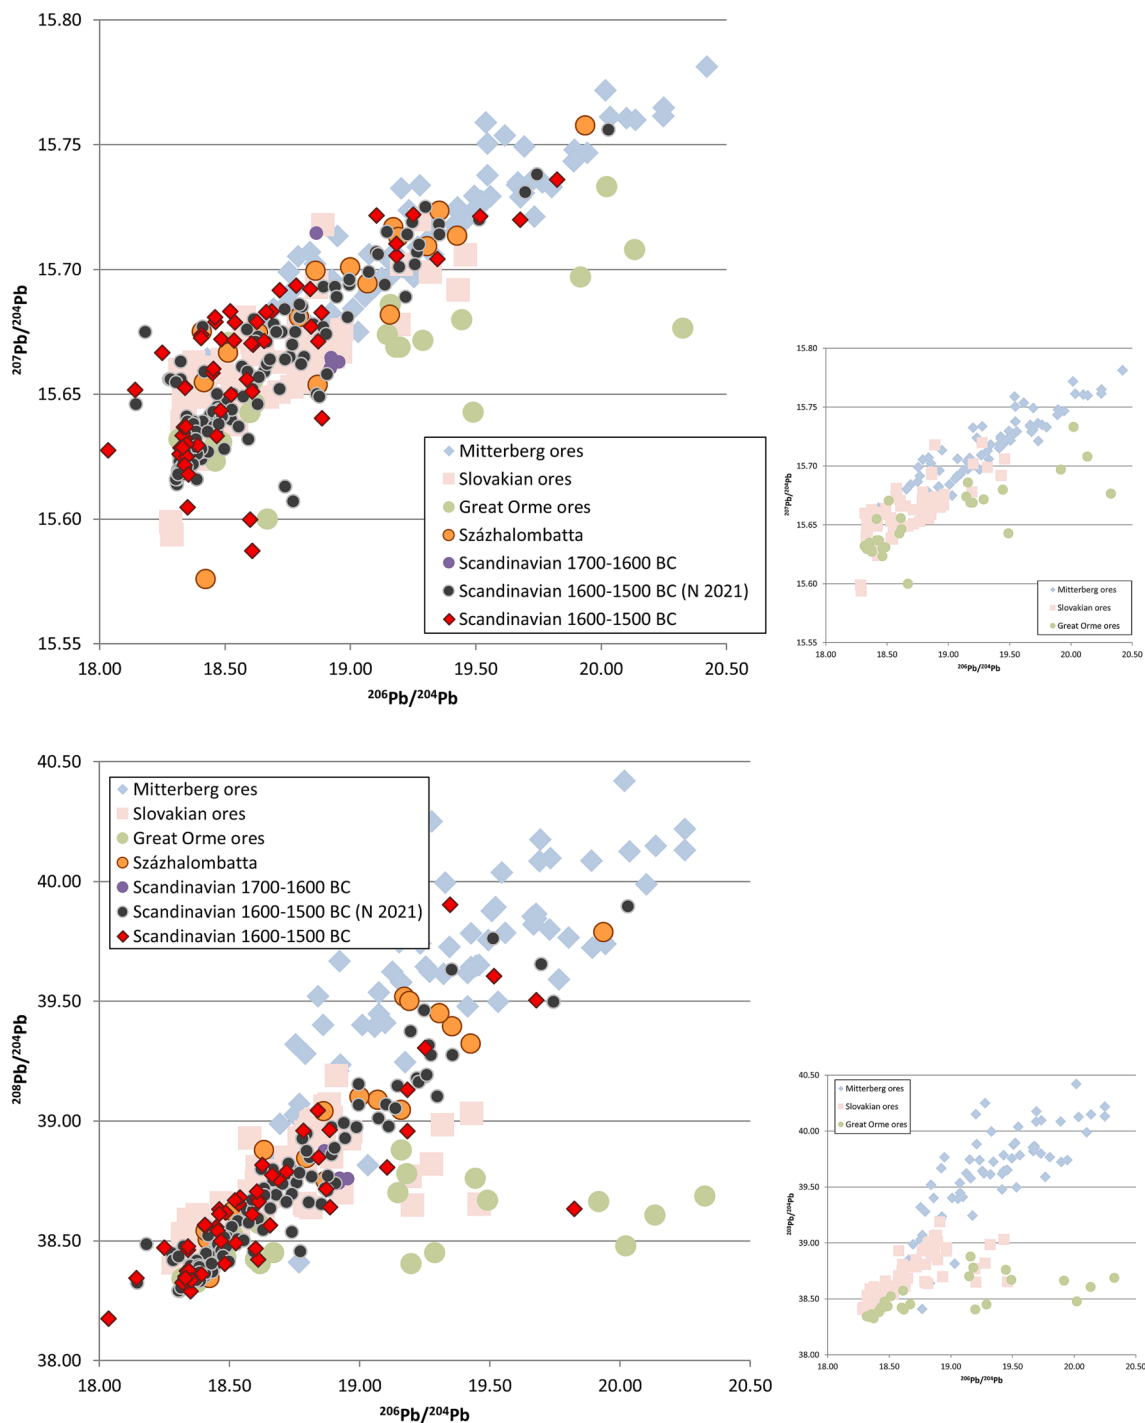 15.80
15.75
15.70
15.65
15.60
15.55
²⁰⁷Pb/²⁰⁴Pb
18.00 18.50 19.00 19.50 20.00 20.50
²⁰⁶Pb/²⁰⁴Pb
Mitterberg ores
Slovakian ores
Great Orme ores
Százhalombatta
Scandinavian 1700-1600 BC
Scandinavian 1600-1500 BC (N 2021)
Scandinavian 1600-1500 BC
15.80
15.75
15.70
15.65
15.60
15.55
²⁰⁷Pb/²⁰⁴Pb
18.00 18.50 19.00 19.50 20.00 20.50
²⁰⁶Pb/²⁰⁴Pb
Mitterberg ores
Slovakian ores
Great Orme ores
40.50
40.00
39.50
39.00
38.50
38.00
²⁰⁸Pb/²⁰⁴Pb
18.00 18.50 19.00 19.50 20.00 20.50
²⁰⁶Pb/²⁰⁴Pb
Mitterberg ores
Slovakian ores
Great Orme ores
Százhalombatta
Scandinavian 1700-1600 BC
Scandinavian 1600-1500 BC (N 2021)
Scandinavian 1600-1500 BC
40.50
40.00
39.50
39.00
38.50
38.00
²⁰⁸Pb/²⁰⁴Pb
18.00 18.50 19.00 19.50 20.00 20.50
²⁰⁶Pb/²⁰⁴Pb
Mitterberg ores
Slovakian ores
Great Orme ores